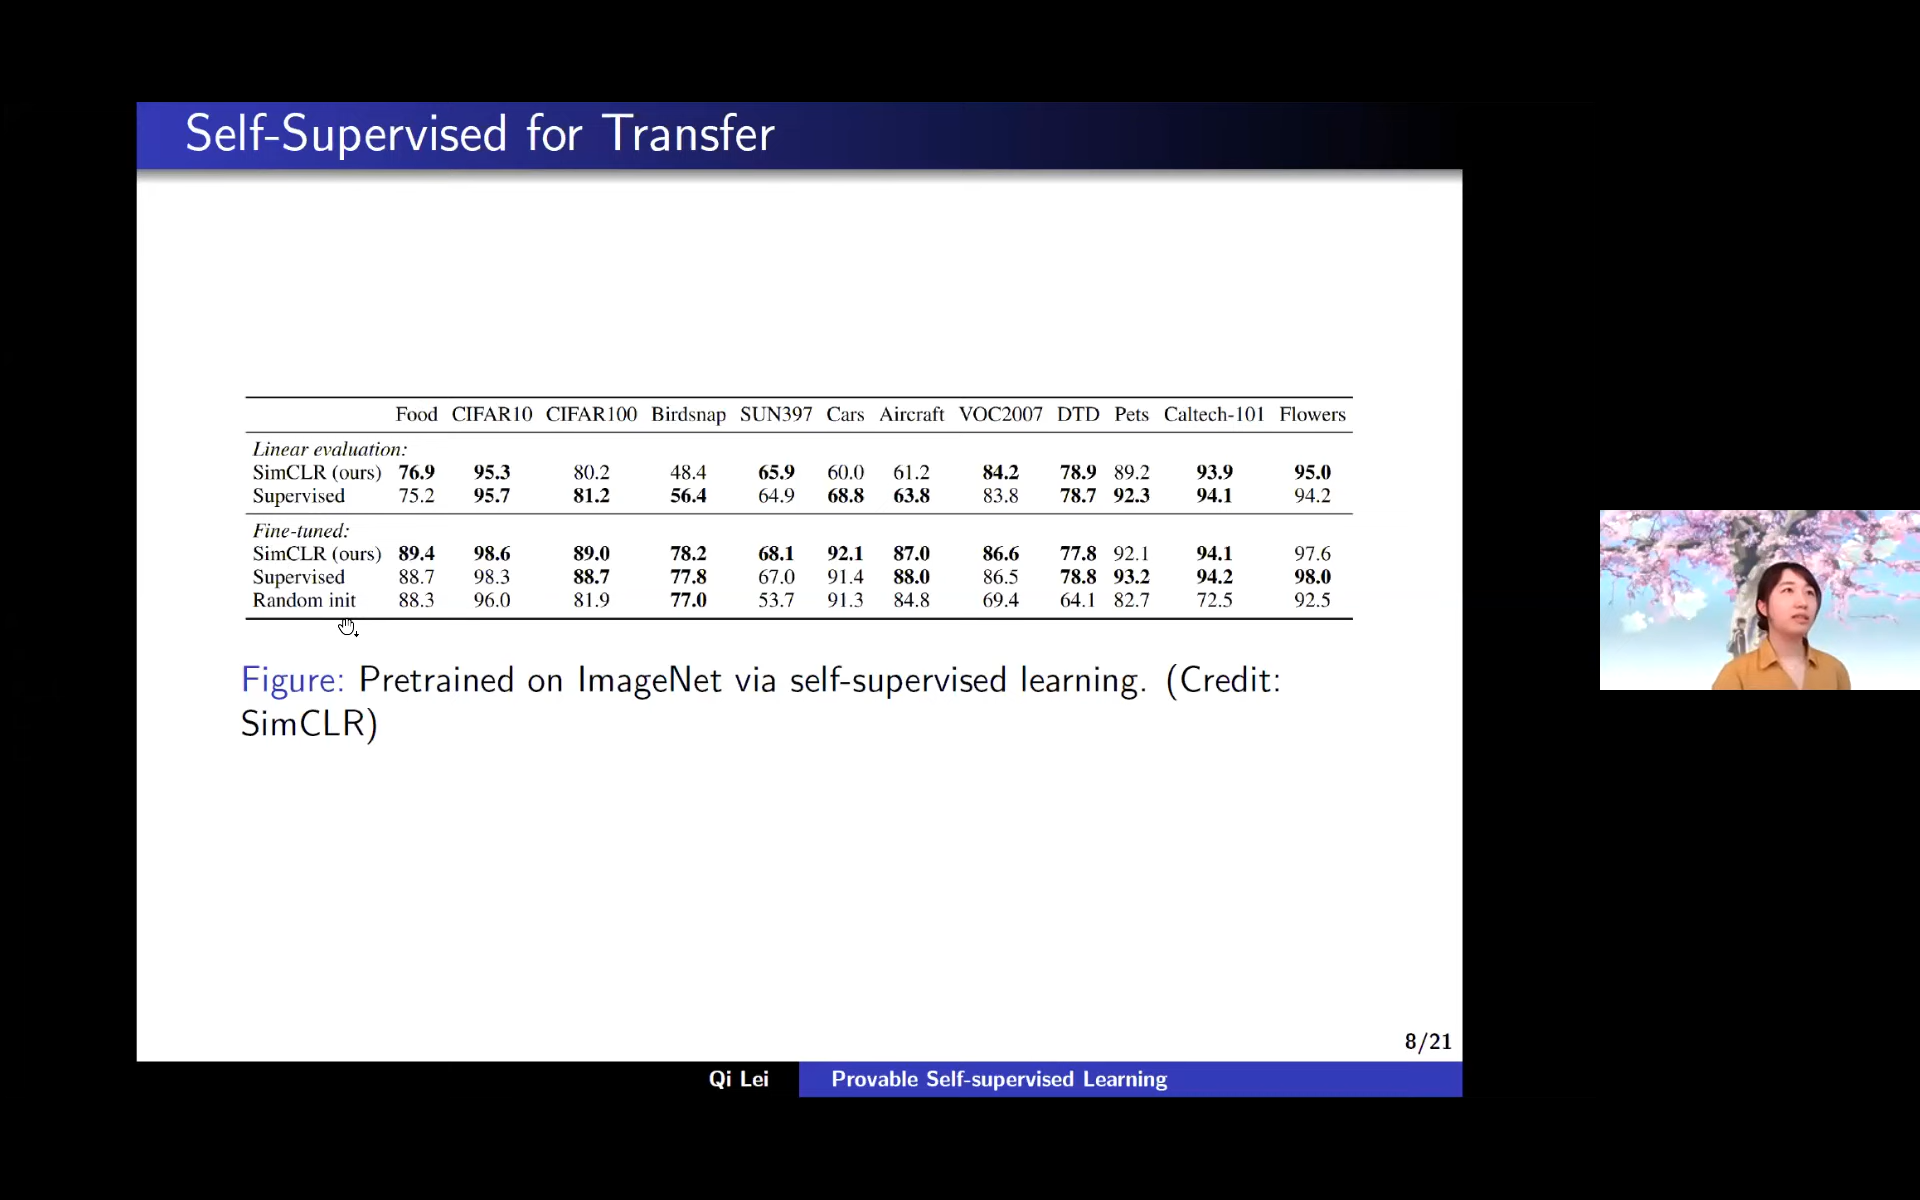 Self-Supervised for Transfer
Food CIFAR10 CIFAR100 Birdsnap SUN397 Cars Aircraft VOC2007 DTD Pets Caltech-101 Flowers
Linear evaluation:
SimCLR (ours) 76.9 95.3 80.2 48.4 65.9 60.0 61.2 84.2 78.9 89.2 93.9 95.0
Supervised 75.2 95.7 81.2 56.4 64.9 68.8 63.8 83.8 78.7 92.3 94.1 94.2
Fine-tuned:
SimCLR (ours) 89.4 98.6 89.0 78.2 68.1 92.1 87.0 86.6 77.8 92.1 94.1 97.6
Supervised 88.7 98.3 88.7 77.8 67.0 91.4 88.0 86.5 78.8 93.2 94.2 98.0
Random init 88.3 96.0 81.9 77.0 53.7 91.3 84.8 69.4 64.1 82.7 72.5 92.5
Figure: Pretrained on ImageNet via self-supervised learning. (Credit:
SimCLR)
8/21
Qi Lei Provable Self-supervised Learning